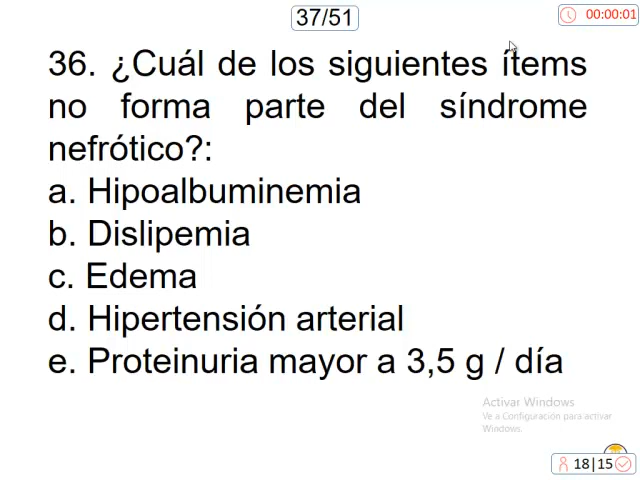 37/51
00:00:01
36. ¿Cuál de los siguientes ítems
no forma parte del síndrome
nefrótico?:
a. Hipoalbuminemia
b. Dislipemia
c. Edema
d. Hipertensión arterial
e. Proteinuria mayor a 3,5 g / día
Activar Windows
Ve a Configuración para activar
Windows.
18|15